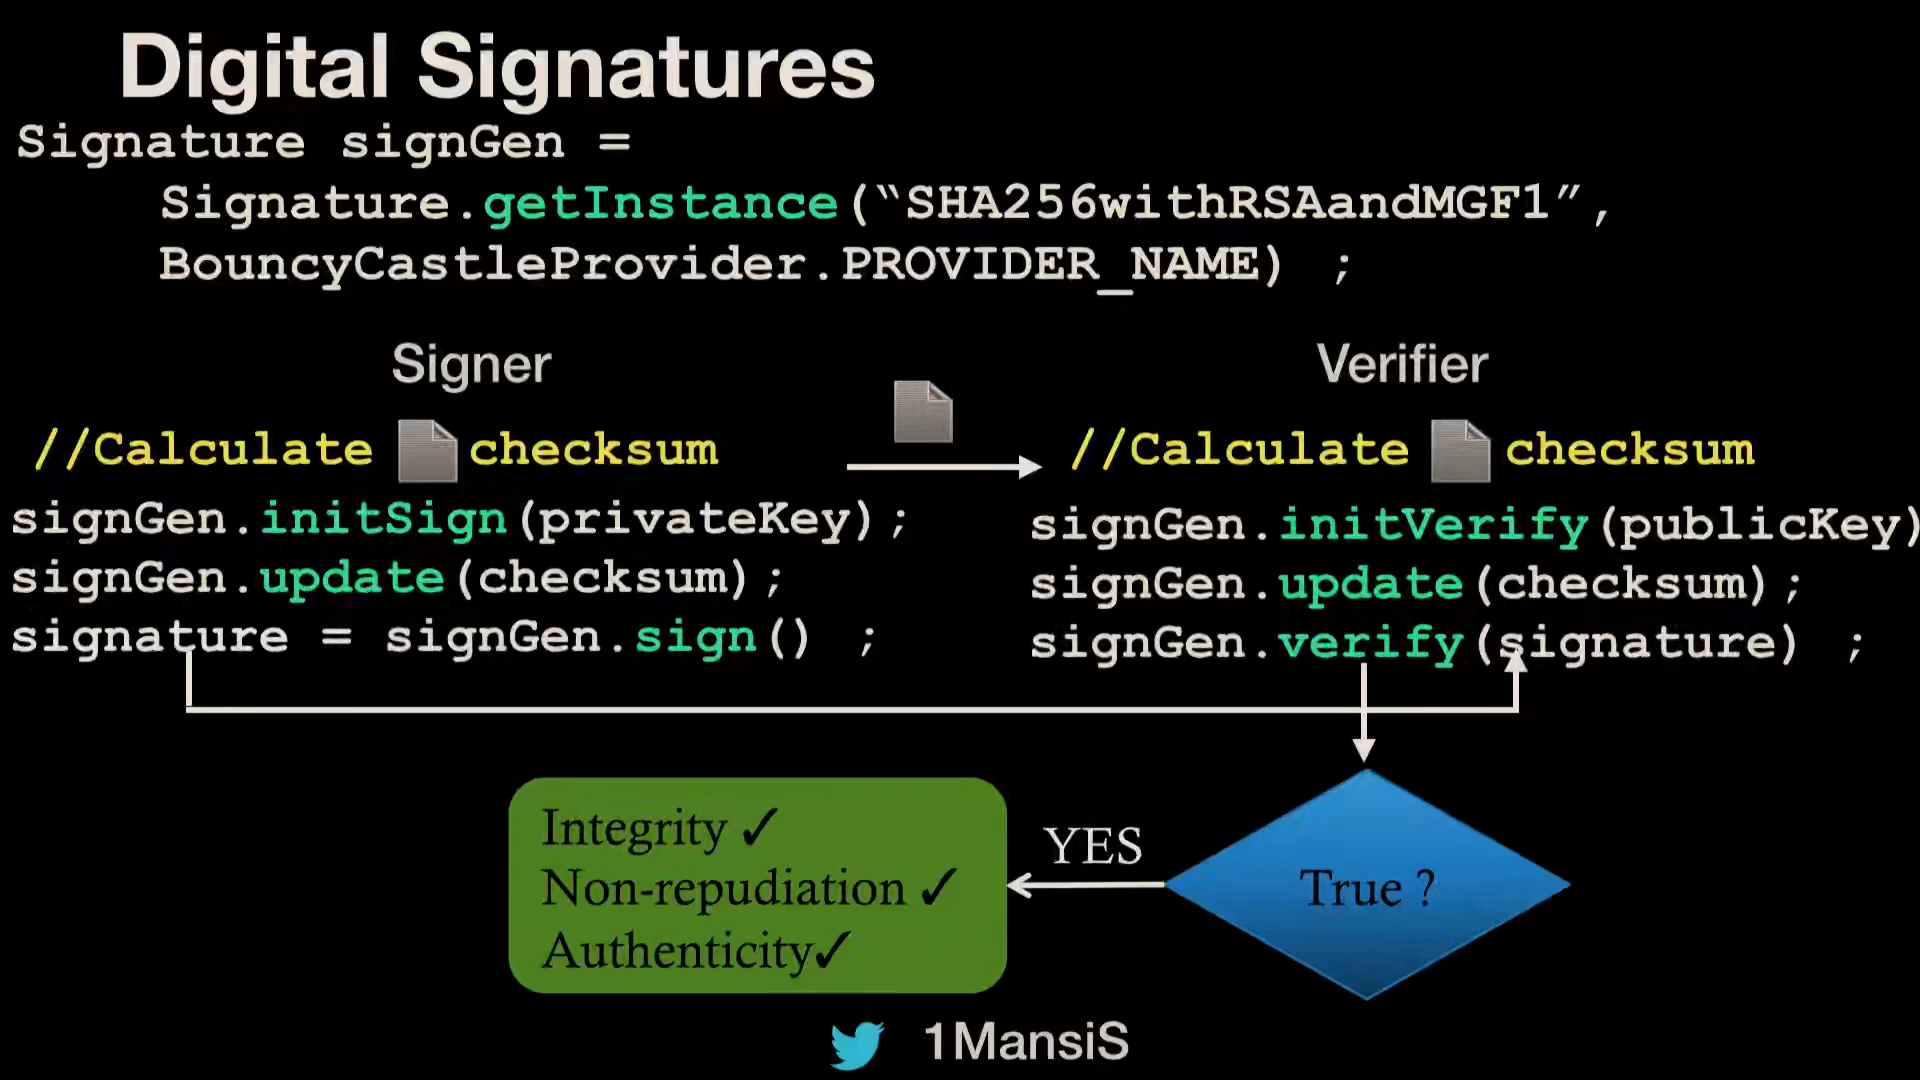 Digital Signatures
Signature signGen =
Signature.getInstance(“SHA256withRSAandMGF1”,
BouncyCastleProvider.PROVIDER_NAME) ;
Signer
Verifier
//Calculate checksum
signGen.initSign(privateKey);
signGen.update(checksum);
signature = signGen.sign() ;
//Calculate checksum
signGen.initVerify(publicKey)
signGen.update(checksum);
signGen.verify(signature) ;
Integrity ✓
Non-repudiation ✓
Authenticity✓
YES
True ?
1MansiS